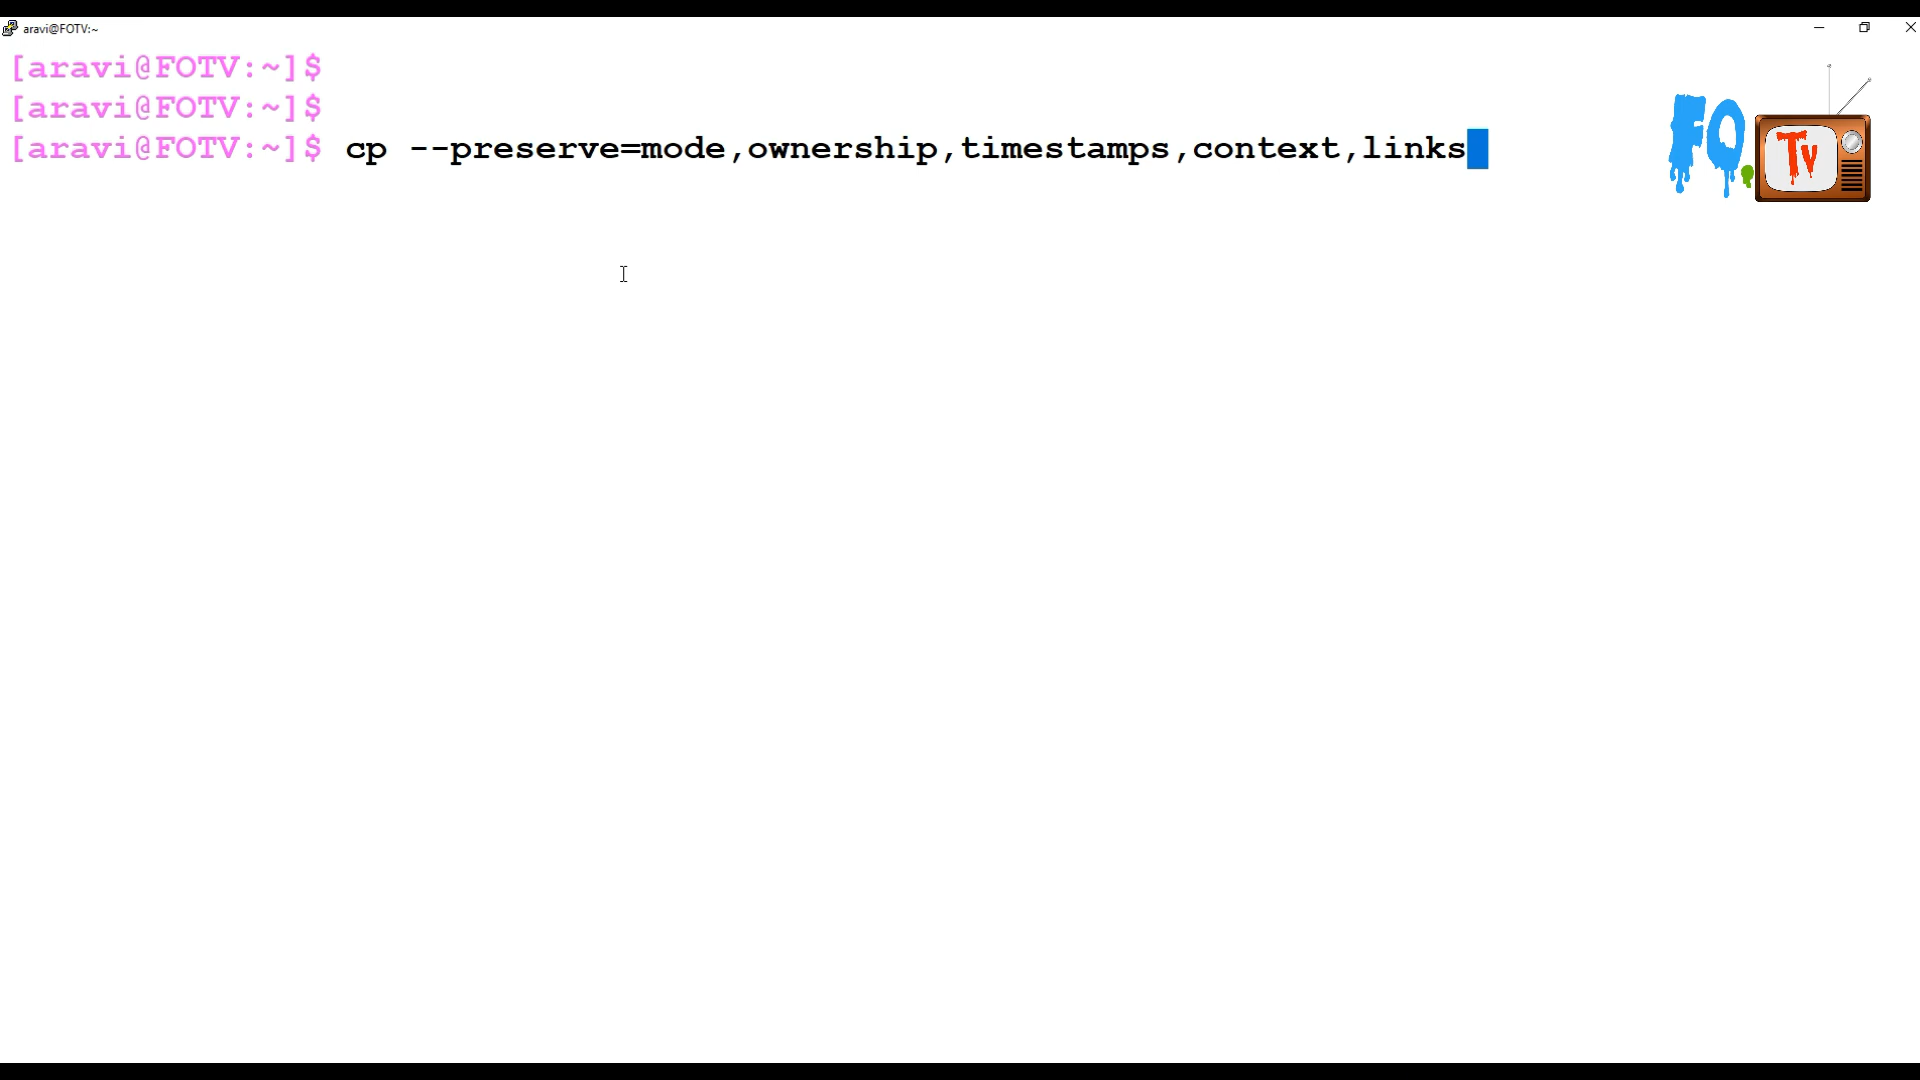 aravi@FOTV:~
[aravi@FOTV:~]$
[aravi@FOTV:~]$
[aravi@FOTV:~]$ cp --preserve=mode,ownership,timestamps,context,links
FO.
Tv